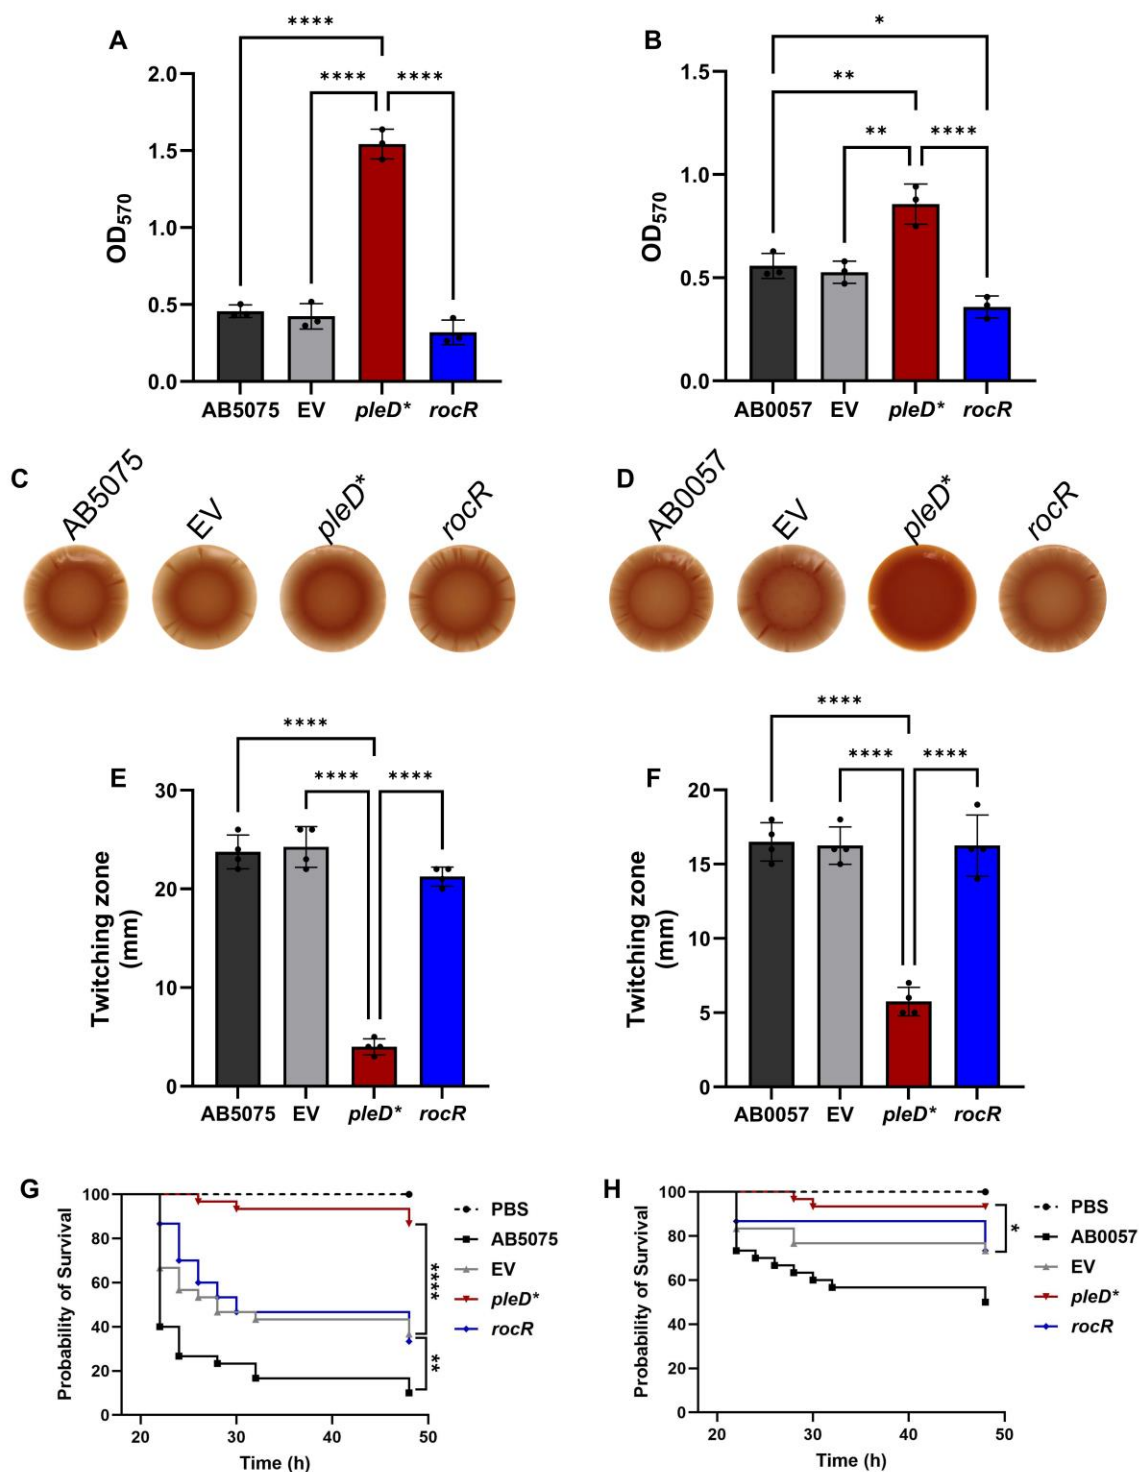 A
****
**** ****
2.0
1.5
1.0
0.5
0.0
OD570
AB5075 EV pleD* rocR
B
*
**
** ****
1.5
1.0
0.5
0.0
OD570
AB0057 EV pleD* rocR
C
AB5075 EV pleD* rocR
D
AB0057 EV pleD* rocR
E
****
**** ****
30
20
10
0
Twitching zone
(mm)
AB5075 EV pleD* rocR
F
****
**** ****
20
15
10
5
0
Twitching zone
(mm)
AB0057 EV pleD* rocR
G
100
80
60
40
20
0
Probability of Survival
20 30 40 50
Time (h)
****
**
PBS
AB5075
EV
pleD*
rocR
H
100
80
60
40
20
0
Probability of Survival
20 30 40 50
Time (h)
*
PBS
AB0057
EV
pleD*
rocR